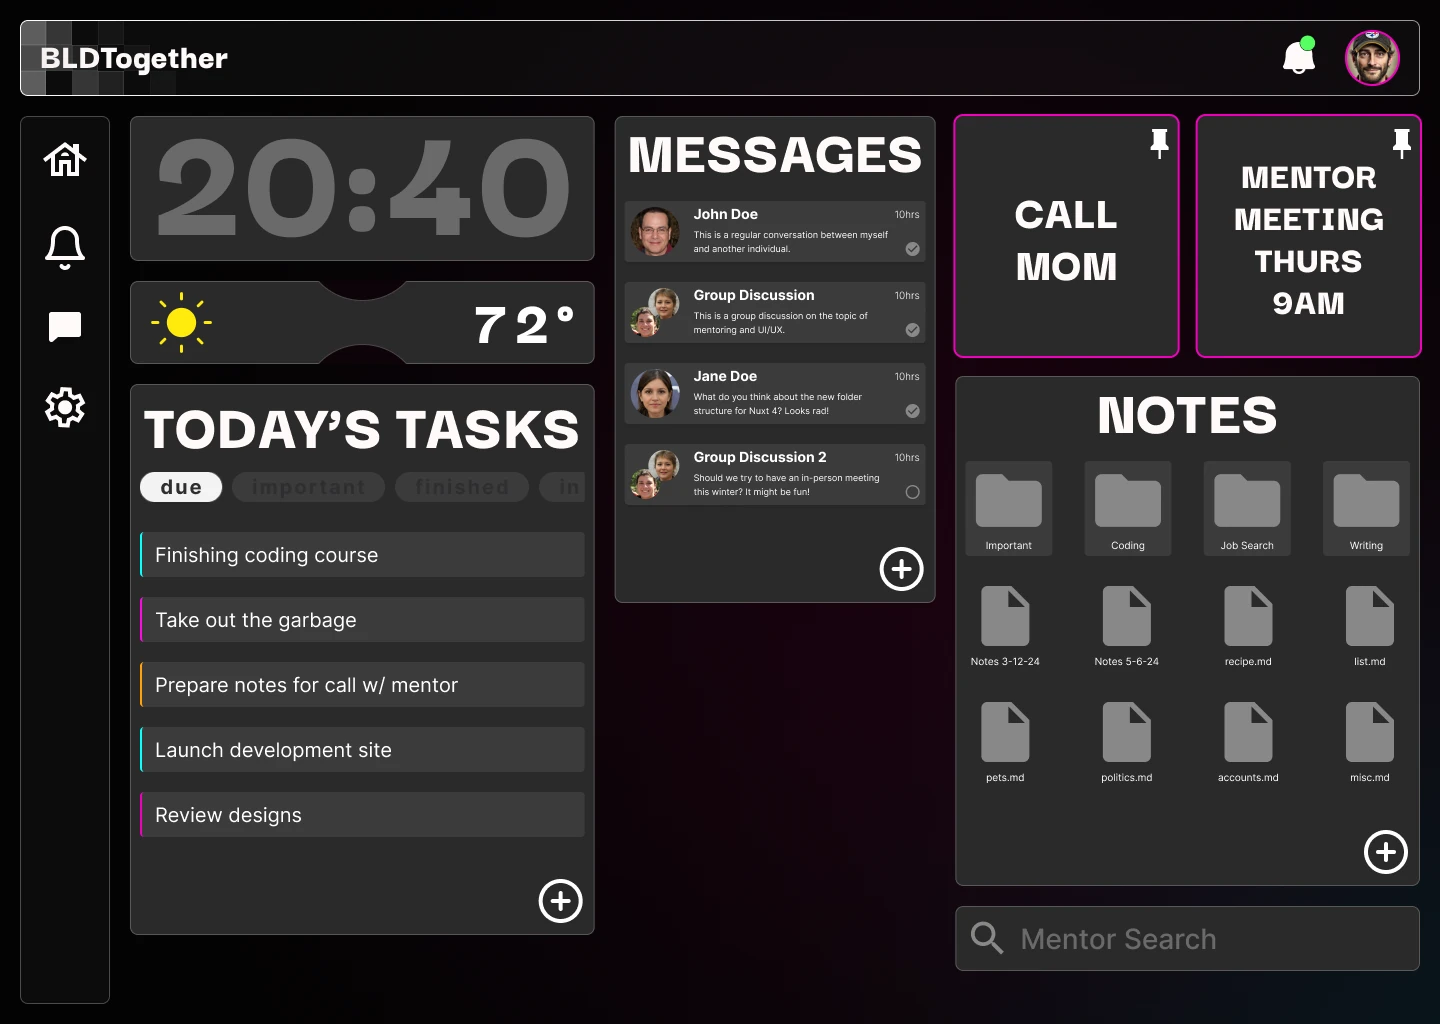 BLDTogether
20:40
72°
TODAY’S TASKS
due
important
finished
in
Finishing coding course
Take out the garbage
Prepare notes for call w/ mentor
Launch development site
Review designs
MESSAGES
John Doe
10hrs
This is a regular conversation between myself
and another individual.
Group Discussion
10hrs
This is a group discussion on the topic of
mentoring and UI/UX.
Jane Doe
10hrs
What do you think about the new folder
structure for Nuxt 4? Looks rad!
Group Discussion 2
10hrs
Should we try to have an in-person meeting
this winter? It might be fun!
CALL
MOM
MENTOR
MEETING
THURS
9AM
NOTES
Important
Coding
Job Search
Writing
Notes 3-12-24
Notes 5-6-24
recipe.md
list.md
pets.md
politics.md
accounts.md
misc.md
Mentor Search